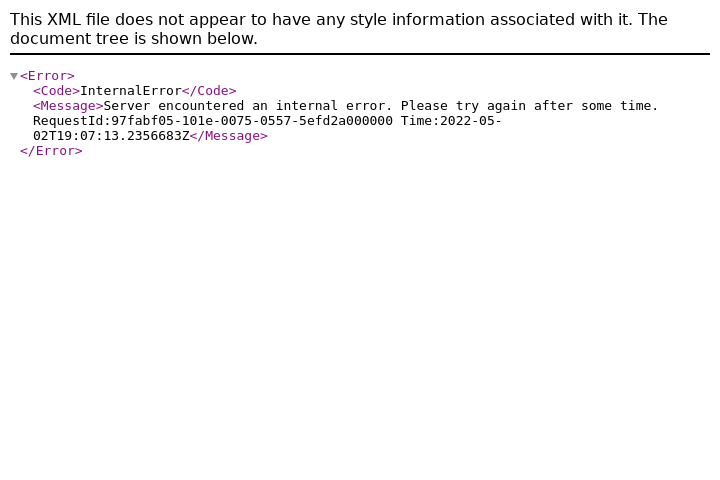 This XML file does not appear to have any style information associated with it. The
document tree is shown below.
<Error>
<Code>InternalError</Code>
<Message>Server encountered an internal error. Please try again after some time.
RequestId:97fabf05-101e-0075-0557-5efd2a000000 Time:2022-05-
02T19:07:13.2356683Z</Message>
</Error>